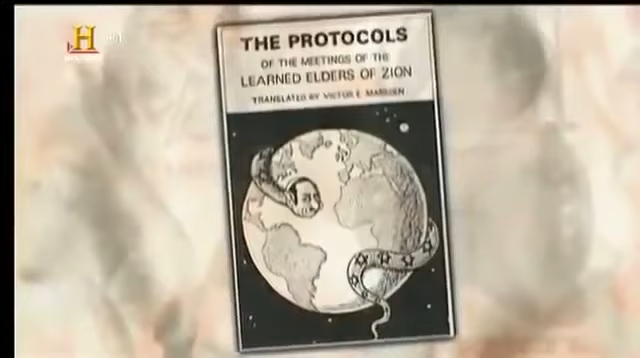 H
THE PROTOCOLS
OF THE MEETINGS OF THE
LEARNED ELDERS OF ZION
TRANSLATED BY VICTOR E. MARSDEN